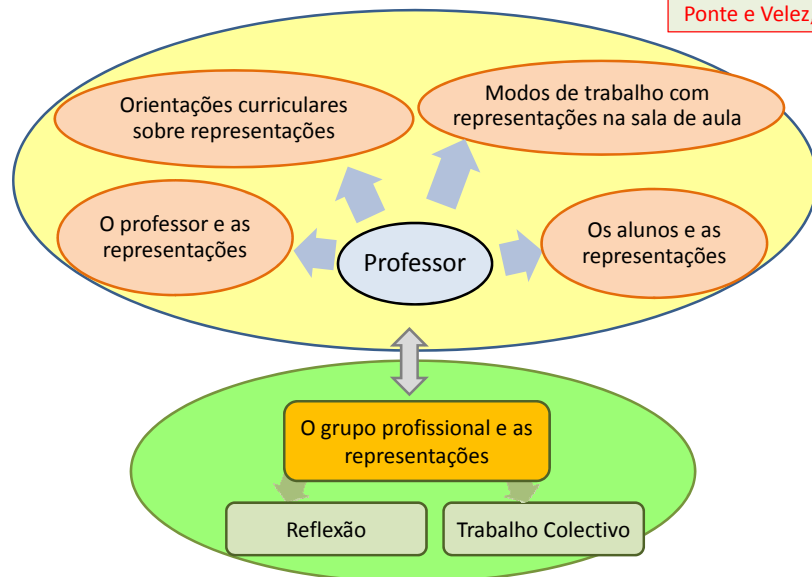 Ponte e Velez,
Orientações curriculares
sobre representações
Modos de trabalho com
representações na sala de aula
O professor e as
representações
Professor
Os alunos e as
representações
O grupo profissional e as
representações
Reflexão
Trabalho Colectivo